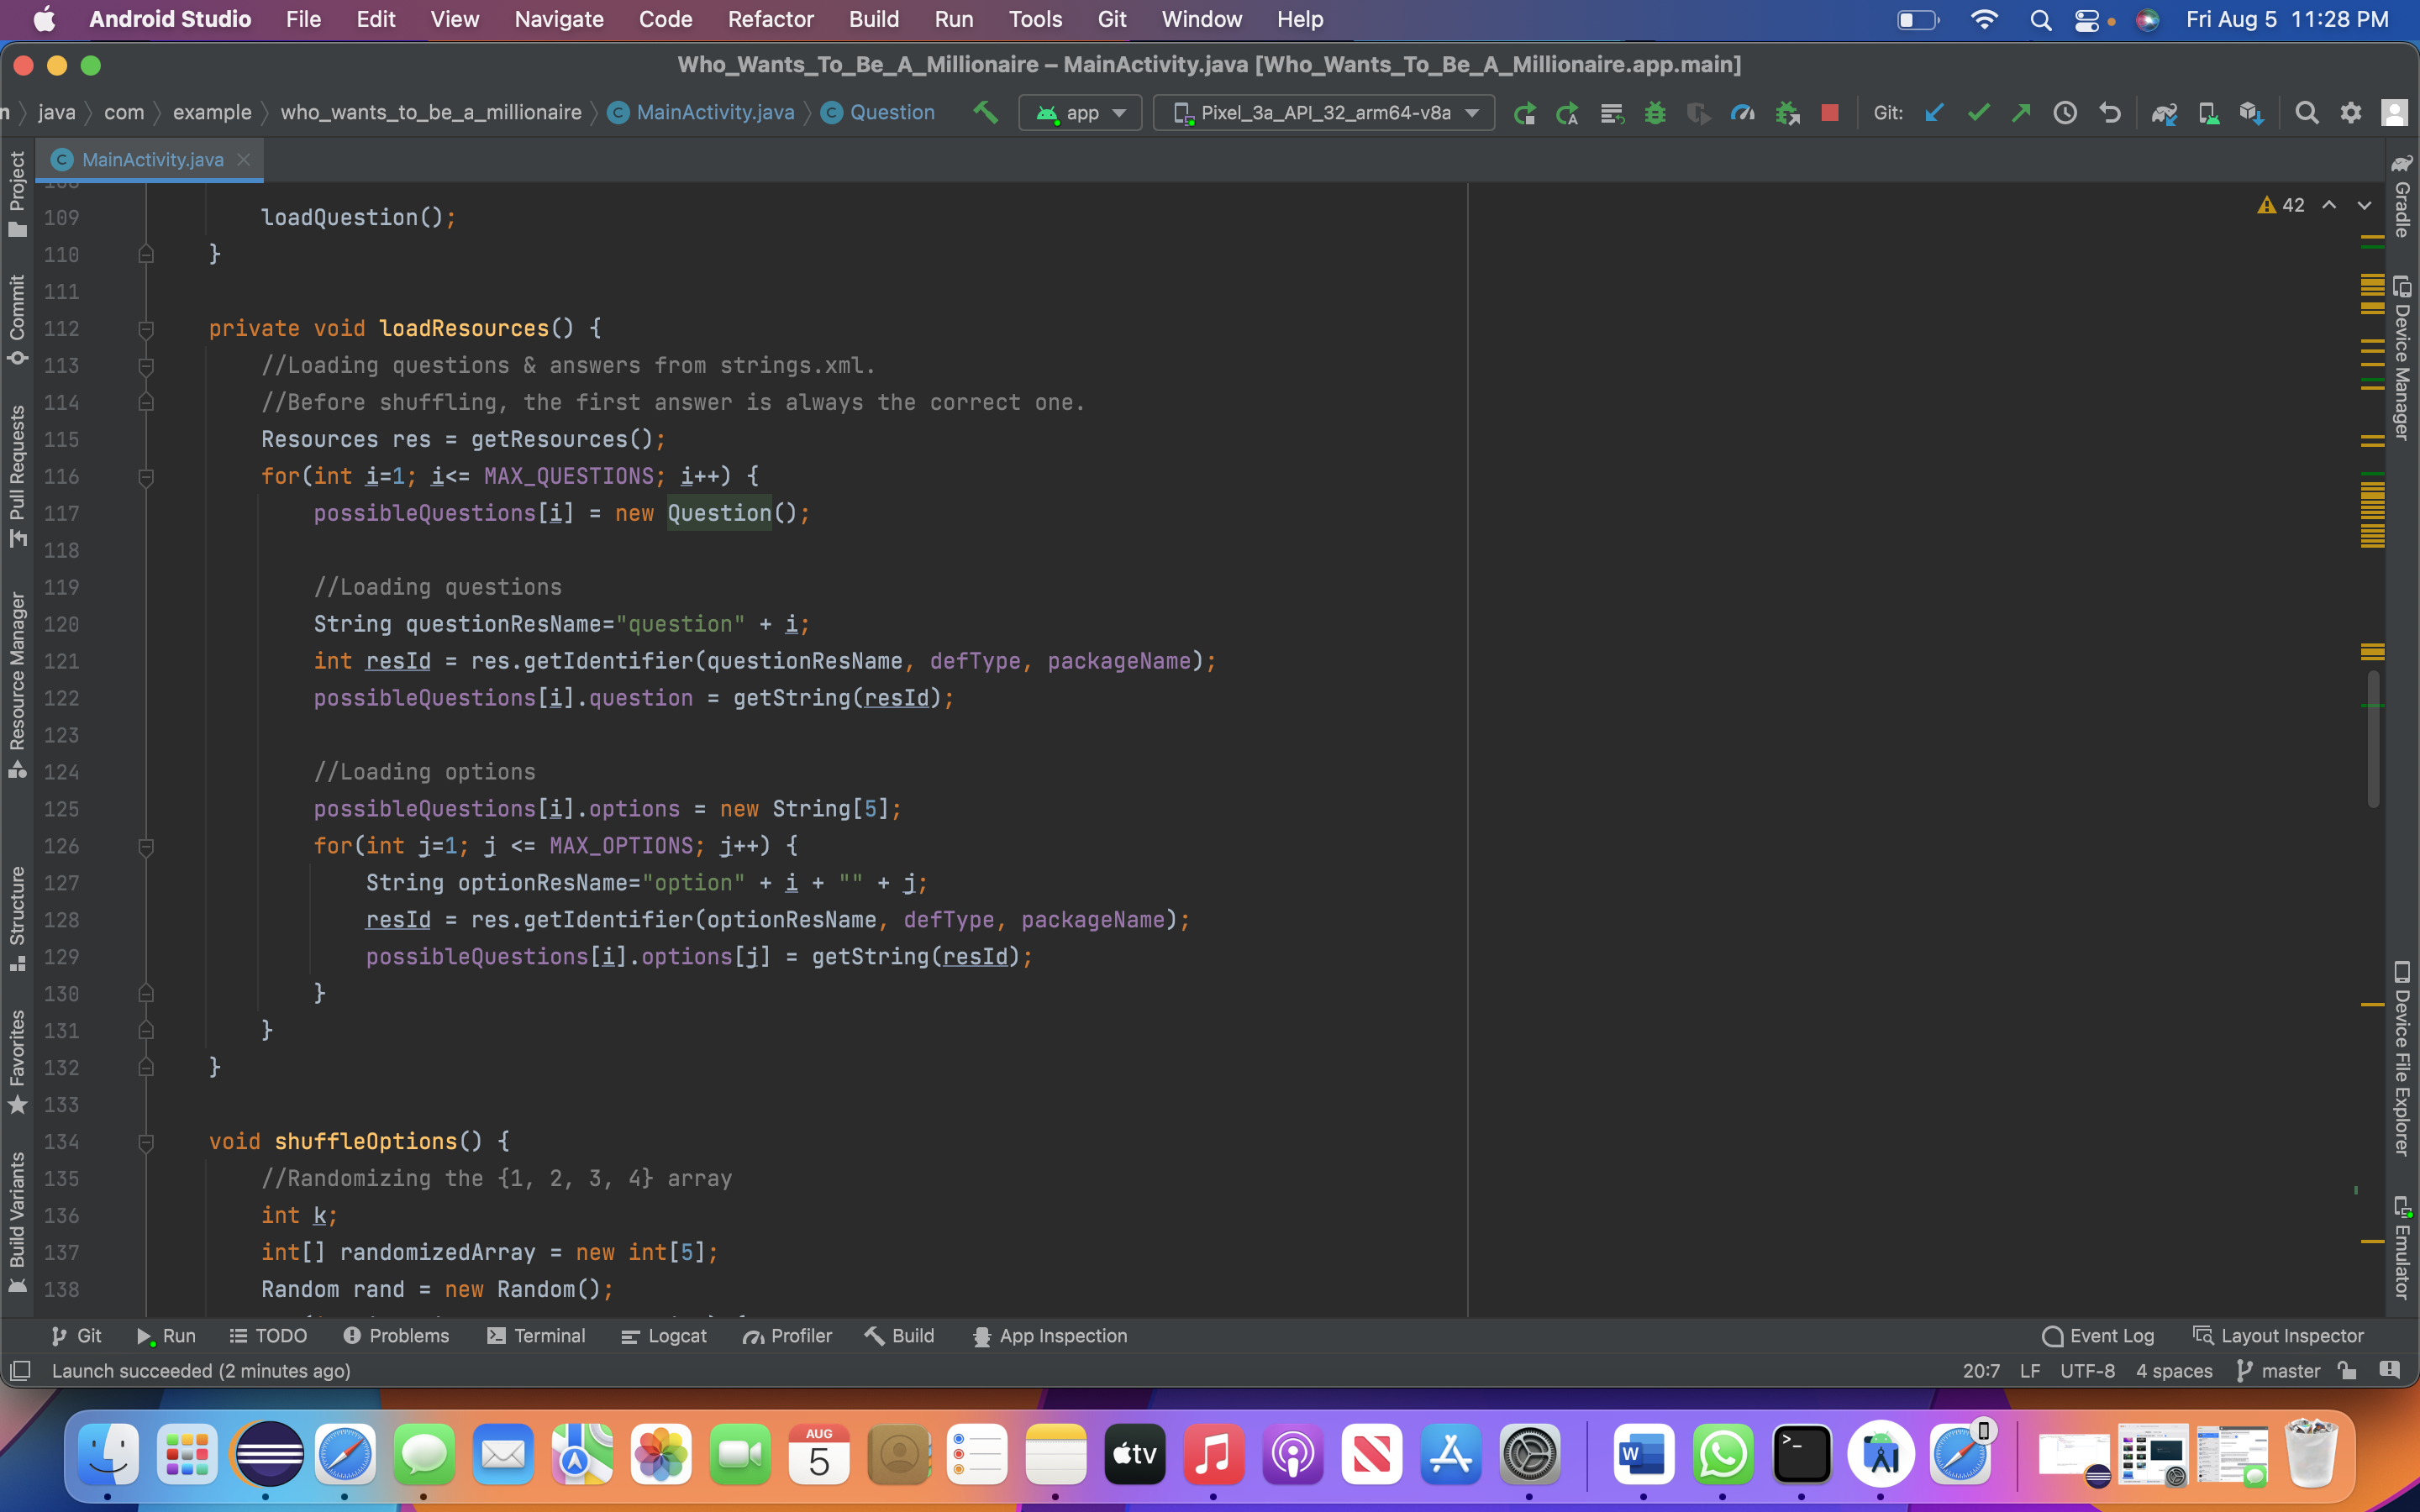 Android Studio File Edit View Navigate Code Refactor Build Run Tools Git Window Help Fri Aug 5 11:28 PM
Who_Wants_To_Be_A_Millionaire – MainActivity.java [Who_Wants_To_Be_A_Millionaire.app.main]
n java com example who_wants_to_be_a_millionaire C MainActivity.java C Question app Pixel_3a_API_32_arm64-v8a Git:
C MainActivity.java
42
109 loadQuestion();
110 }
111
112 private void loadResources() {
113 //Loading questions & answers from strings.xml.
114 //Before shuffling, the first answer is always the correct one.
115 Resources res = getResources();
116 for(int i=1; i<= MAX_QUESTIONS; i++) {
117 possibleQuestions[i] = new Question();
118
119 //Loading questions
120 String questionResName="question" + i;
121 int resId = res.getIdentifier(questionResName, defType, packageName);
122 possibleQuestions[i].question = getString(resId);
123
124 //Loading options
125 possibleQuestions[i].options = new String[5];
126 for(int j=1; j <= MAX_OPTIONS; j++) {
127 String optionResName="option" + i + "" + j;
128 resId = res.getIdentifier(optionResName, defType, packageName);
129 possibleQuestions[i].options[j] = getString(resId);
130 }
131 }
132 }
133
134 void shuffleOptions() {
135 //Randomizing the {1, 2, 3, 4} array
136 int k;
137 int[] randomizedArray = new int[5];
138 Random rand = new Random();
Project
Commit
Pull Requests
Resource Manager
Structure
Favorites
Build Variants
Gradle
Device Manager
Device File Explorer
Emulator
Git Run TODO Problems Terminal Logcat Profiler Build App Inspection Event Log Layout Inspector
Launch succeeded (2 minutes ago) 20:7 LF UTF-8 4 spaces master
AUG
5
tv
W
>_